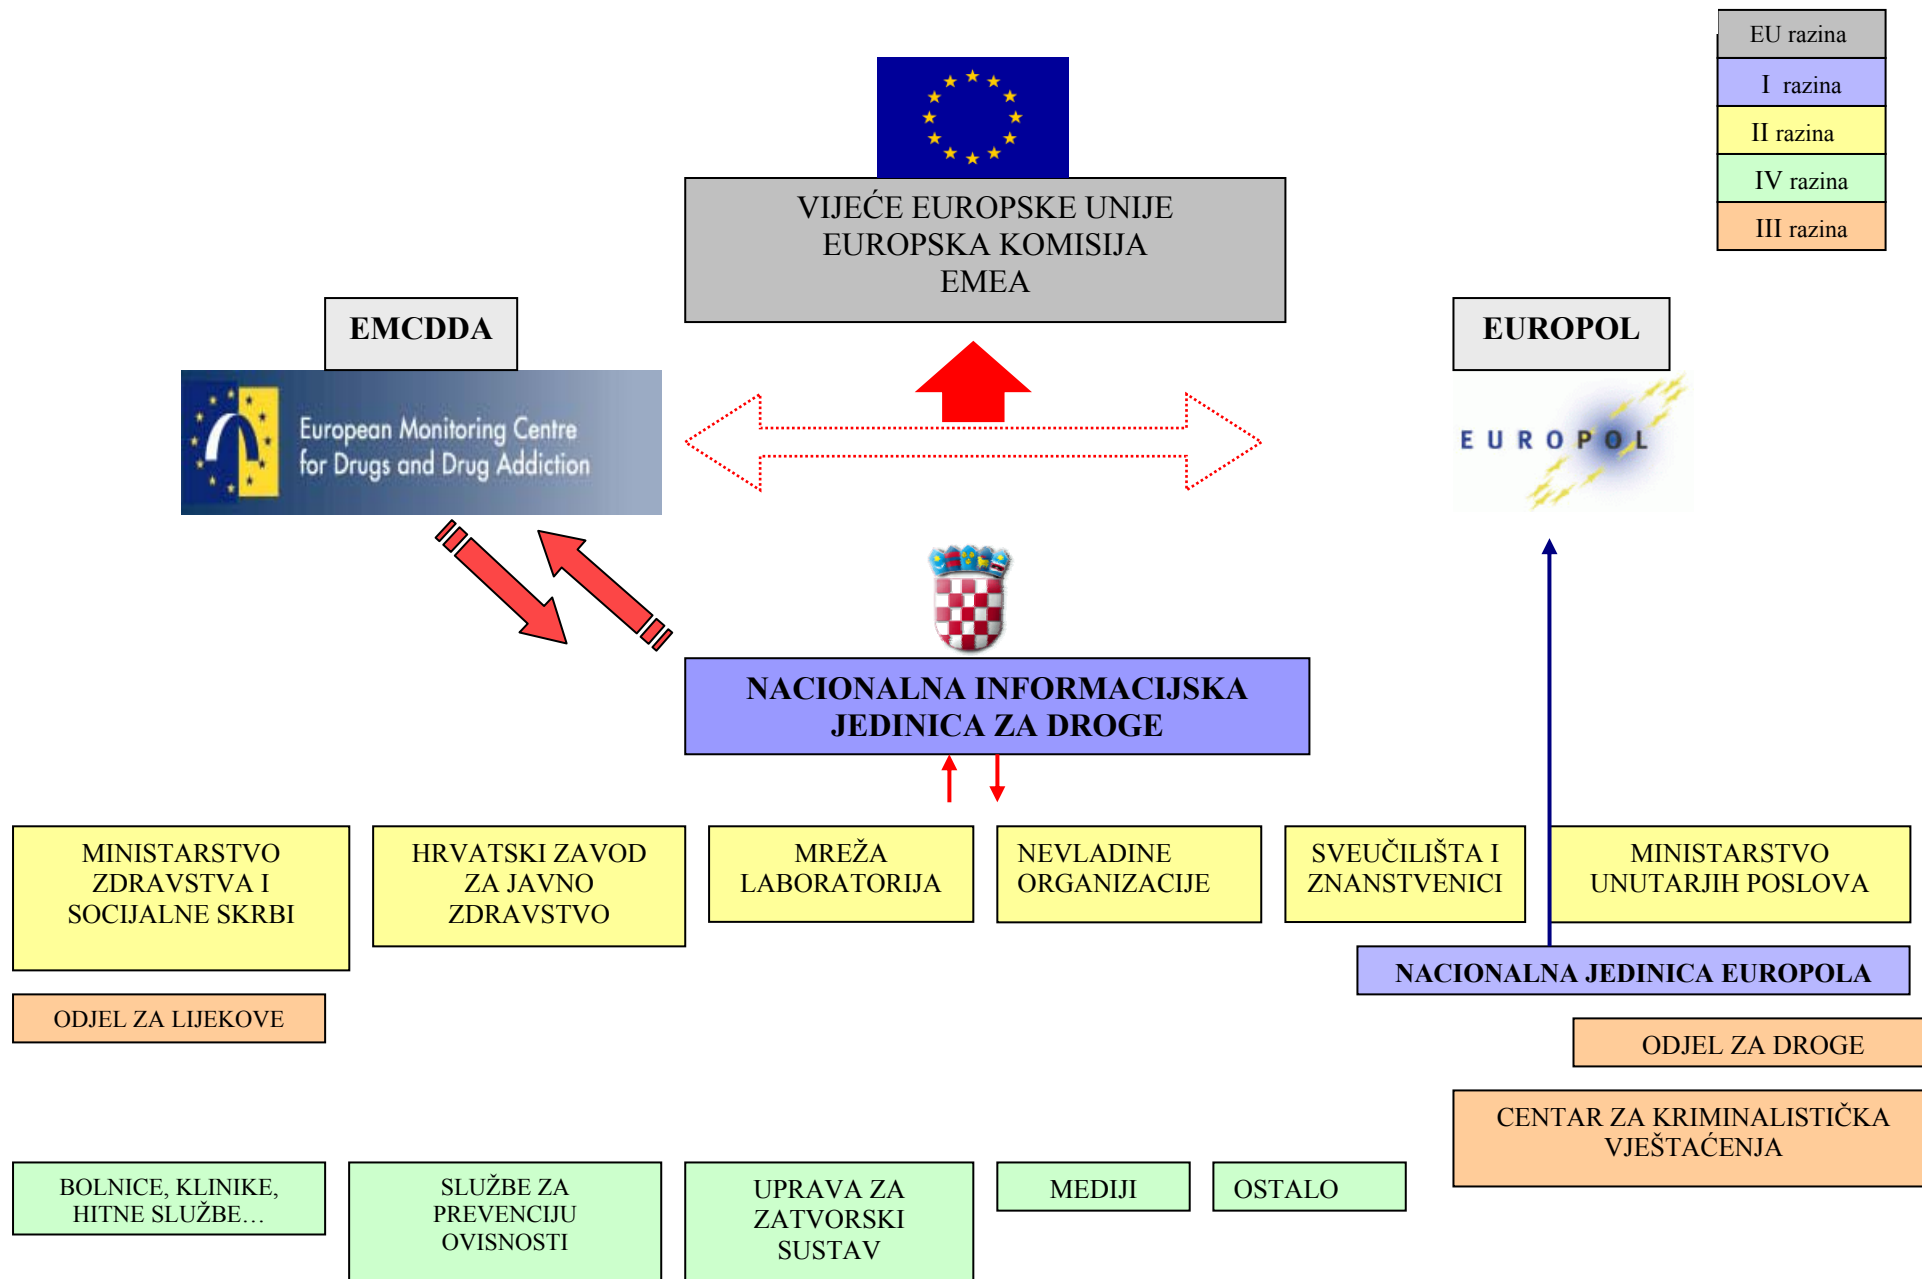 EU razina
I razina
II razina
IV razina
III razina
VIJEĆE EUROPSKE UNIJE
EUROPSKA KOMISIJA
EMEA
EMCDDA
EUROPOL
European Monitoring Centre
for Drugs and Drug Addiction
EUROPOL
NACIONALNA INFORMACIJSKA
JEDINICA ZA DROGE
MINISTARSTVO
ZDRAVSTVA I
SOCIJALNE SKRBI
HRVATSKI ZAVOD
ZA JAVNO
ZDRAVSTVO
MREŽA
LABORATORIJA
NEVLADINE
ORGANIZACIJE
SVEUČILIŠTA I
ZNANSTVENICI
MINISTARSTVO
UNUTARJIH POSLOVA
NACIONALNA JEDINICA EUROPOLA
ODJEL ZA LIJEKOVE
ODJEL ZA DROGE
CENTAR ZA KRIMINALISTIČKA
VJEŠTAĆENJA
BOLNICE, KLINIKE,
HITNE SLUŽBE…
SLUŽBE ZA
PREVENCIJU
OVISNOSTI
UPRAVA ZA
ZATVORSKI
SUSTAV
MEDIJI
OSTALO